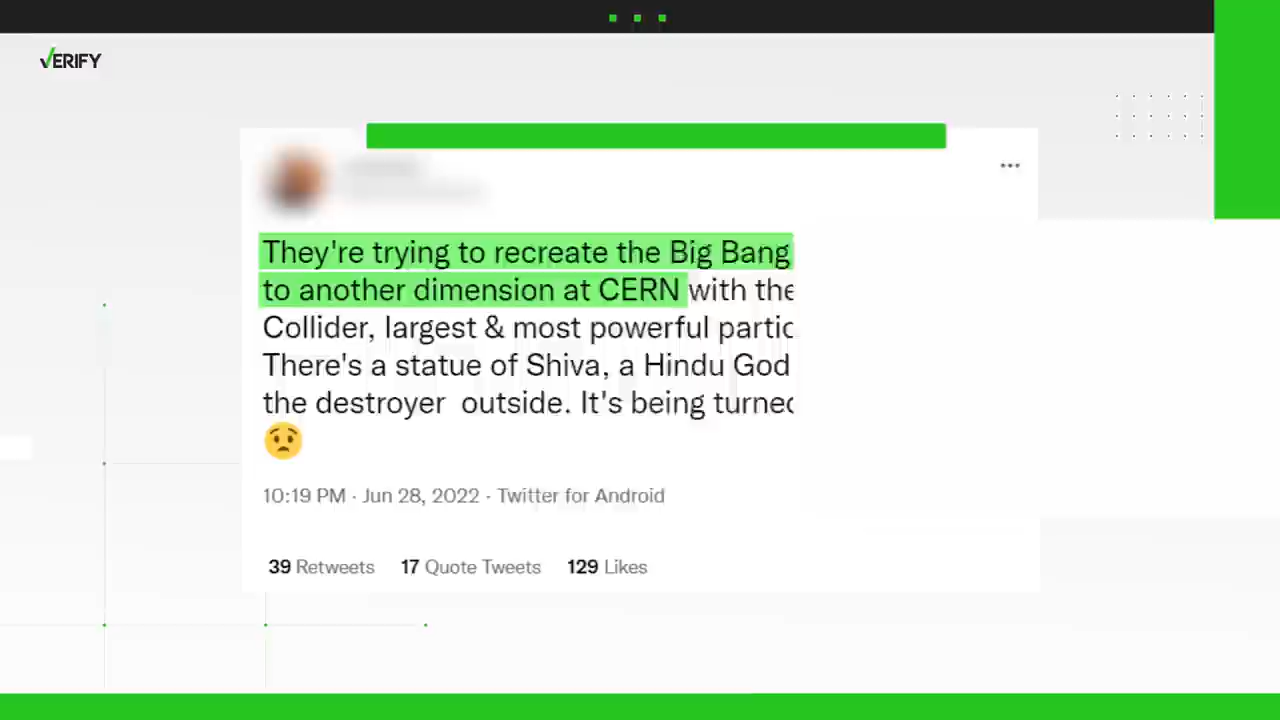 VERIFY
They're trying to recreate the Big Bang
to another dimension at CERN with the
Collider, largest & most powerful partic
There's a statue of Shiva, a Hindu God
the destroyer outside. It's being turned
😟
10:19 PM · Jun 28, 2022 · Twitter for Android
39 Retweets 17 Quote Tweets 129 Likes